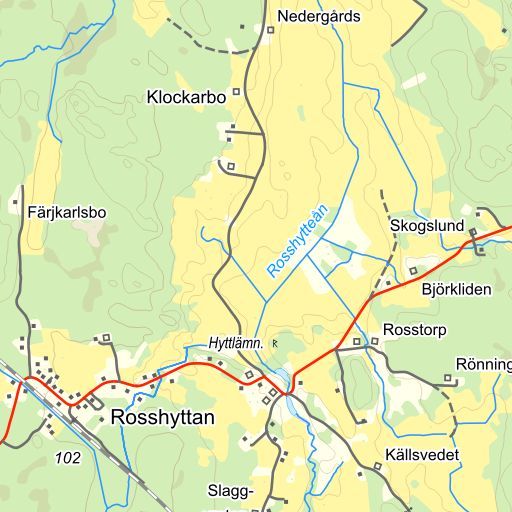 Nedergårds
Klockarbo
Färjkarlsbo
Rosshytteån
Skogslund
Björkliden
Rosstorp
Hyttlämn.
Rönning
Rosshyttan
Källsvedet
102
Slagg-